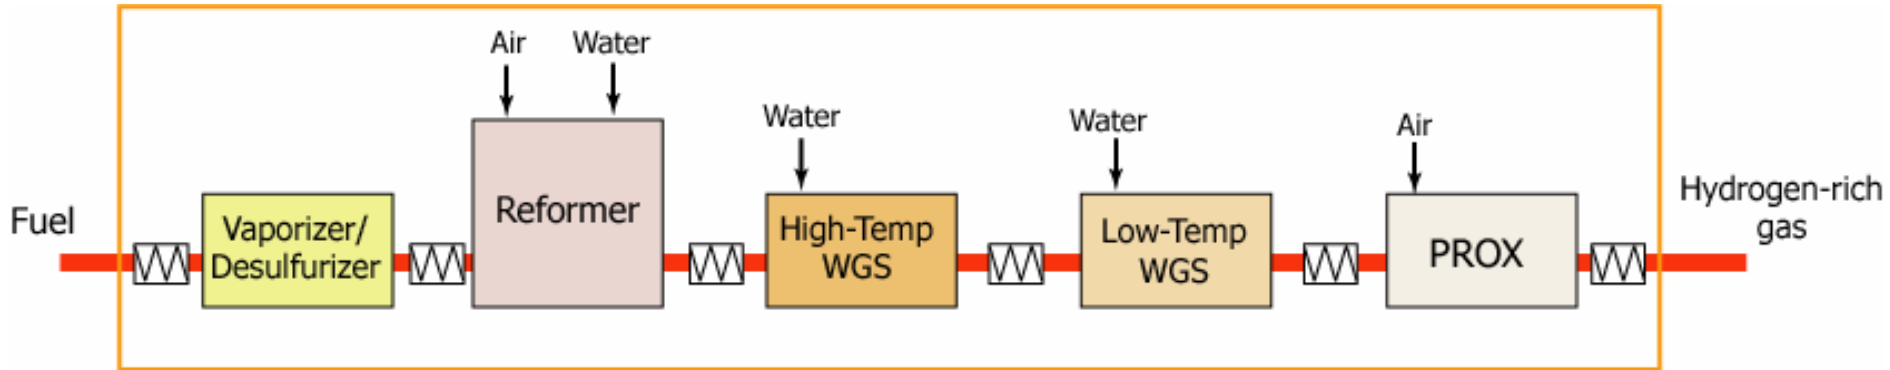 Fuel
Vaporizer/
Desulfurizer
Air
Water
Reformer
Water
High-Temp
WGS
Water
Low-Temp
WGS
Air
PROX
Hydrogen-rich
gas